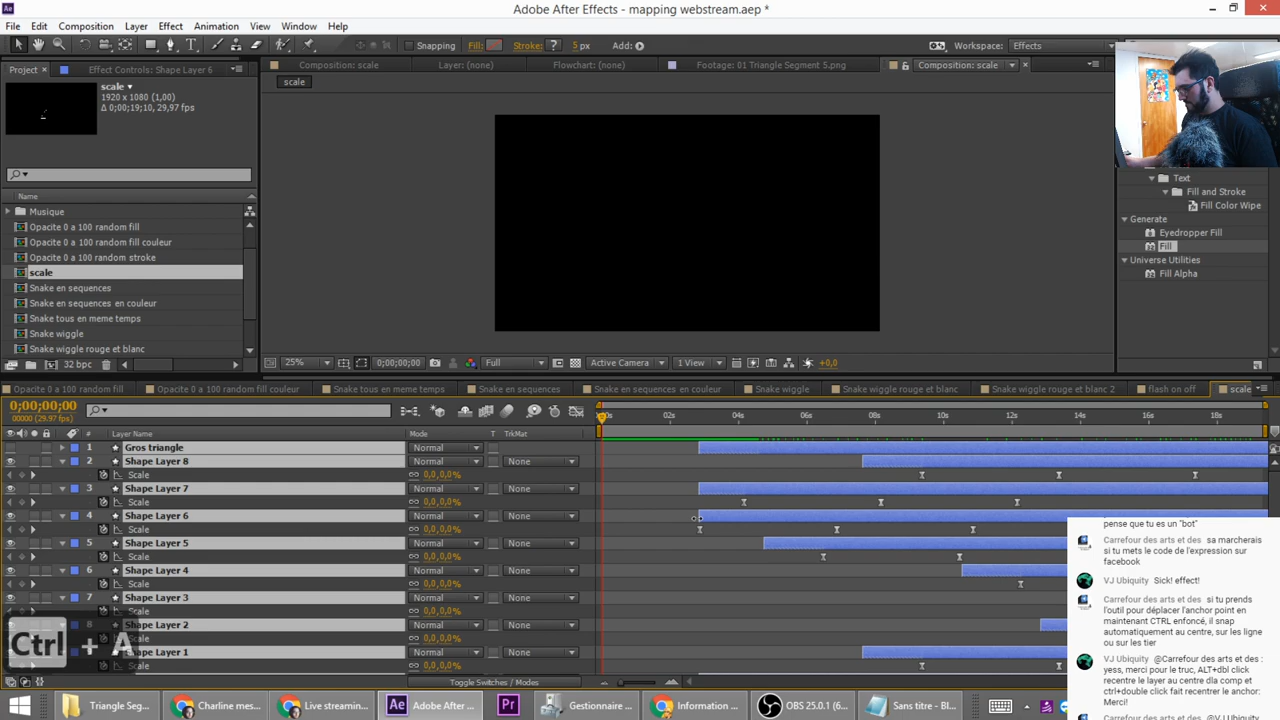 Adobe After Effects - mapping webstream.aep *
File Edit Composition Layer Effect Animation View Window Help
Snapping Fill: Stroke: ? 5 px Add: Workspace: Effects
Project Effect Controls: Shape Layer 6
Composition: scale Layer: (none) Flowchart: (none) Footage: 01 Triangle Segment 5.png Composition: scale
scale
scale
1920 x 1080 (1,00)
Δ 0;00;19;10, 29,97 fps
Name
Musique
Opacite 0 a 100 random fill
Opacite 0 a 100 random fill couleur
Opacite 0 a 100 random stroke
scale
Snake en sequences
Snake en sequences en couleur
Snake tous en meme temps
Snake wiggle
Snake wiggle rouge et blanc
32 bpc
Text
Fill and Stroke
Fill Color Wipe
Generate
Eyedropper Fill
Fill
Universe Utilities
Fill Alpha
25% 0;00;00;00 Full Active Camera 1 View +0,0
Opacite 0 a 100 random fill Opacite 0 a 100 random fill couleur Snake tous en meme temps Snake en sequences Snake en sequences en couleur Snake wiggle Snake wiggle rouge et blanc Snake wiggle rouge et blanc 2 flash on off scale
0;00;00;00
00000 (29.97 fps)
02s 04s 06s 08s 10s 12s 14s 16s 18s
# Layer Name Mode T TrkMat
1 Gros triangle Normal
2 Shape Layer 8 Normal None
Scale 0,0,0,0%
3 Shape Layer 7 Normal None
Scale 0,0,0,0%
4 Shape Layer 6 Normal None
Scale 0,0,0,0%
5 Shape Layer 5 Normal None
Scale 0,0,0,0%
6 Shape Layer 4 Normal None
Scale 0,0,0,0%
7 Shape Layer 3 Normal None
Scale 0,0,0,0%
8 Shape Layer 2 Normal None
Scale 0,0,0,0%
Shape Layer 1 Normal None
Scale 0,0,0,0%
Toggle Switches / Modes
Ctrl + A
pense que tu es un "bot"
Carrefour des arts et des sa marcherais
si tu mets le code de l'expression sur
facebook
VJ Ubiquity Sick! effect!
Carrefour des arts et des si tu prends
l'outil pour déplacer l'anchor point en
maintenant CTRL enfoncé, il snap
automatiquement au centre, sur les ligne
ou sur les tier
VJ Ubiquity @Carrefour des arts et des :
yess, merci pour le truc, ALT+dbl click
recentre le layer au centre dla comp et
ctrl+double click fait recentrer le anchor:
Merci!
Carrefour des arts et des
Triangle Seg... Charline mes... Live streamin... Adobe After ... Gestionnaire ... Information ... OBS 25.0.1 (6... Sans titre - Bl...